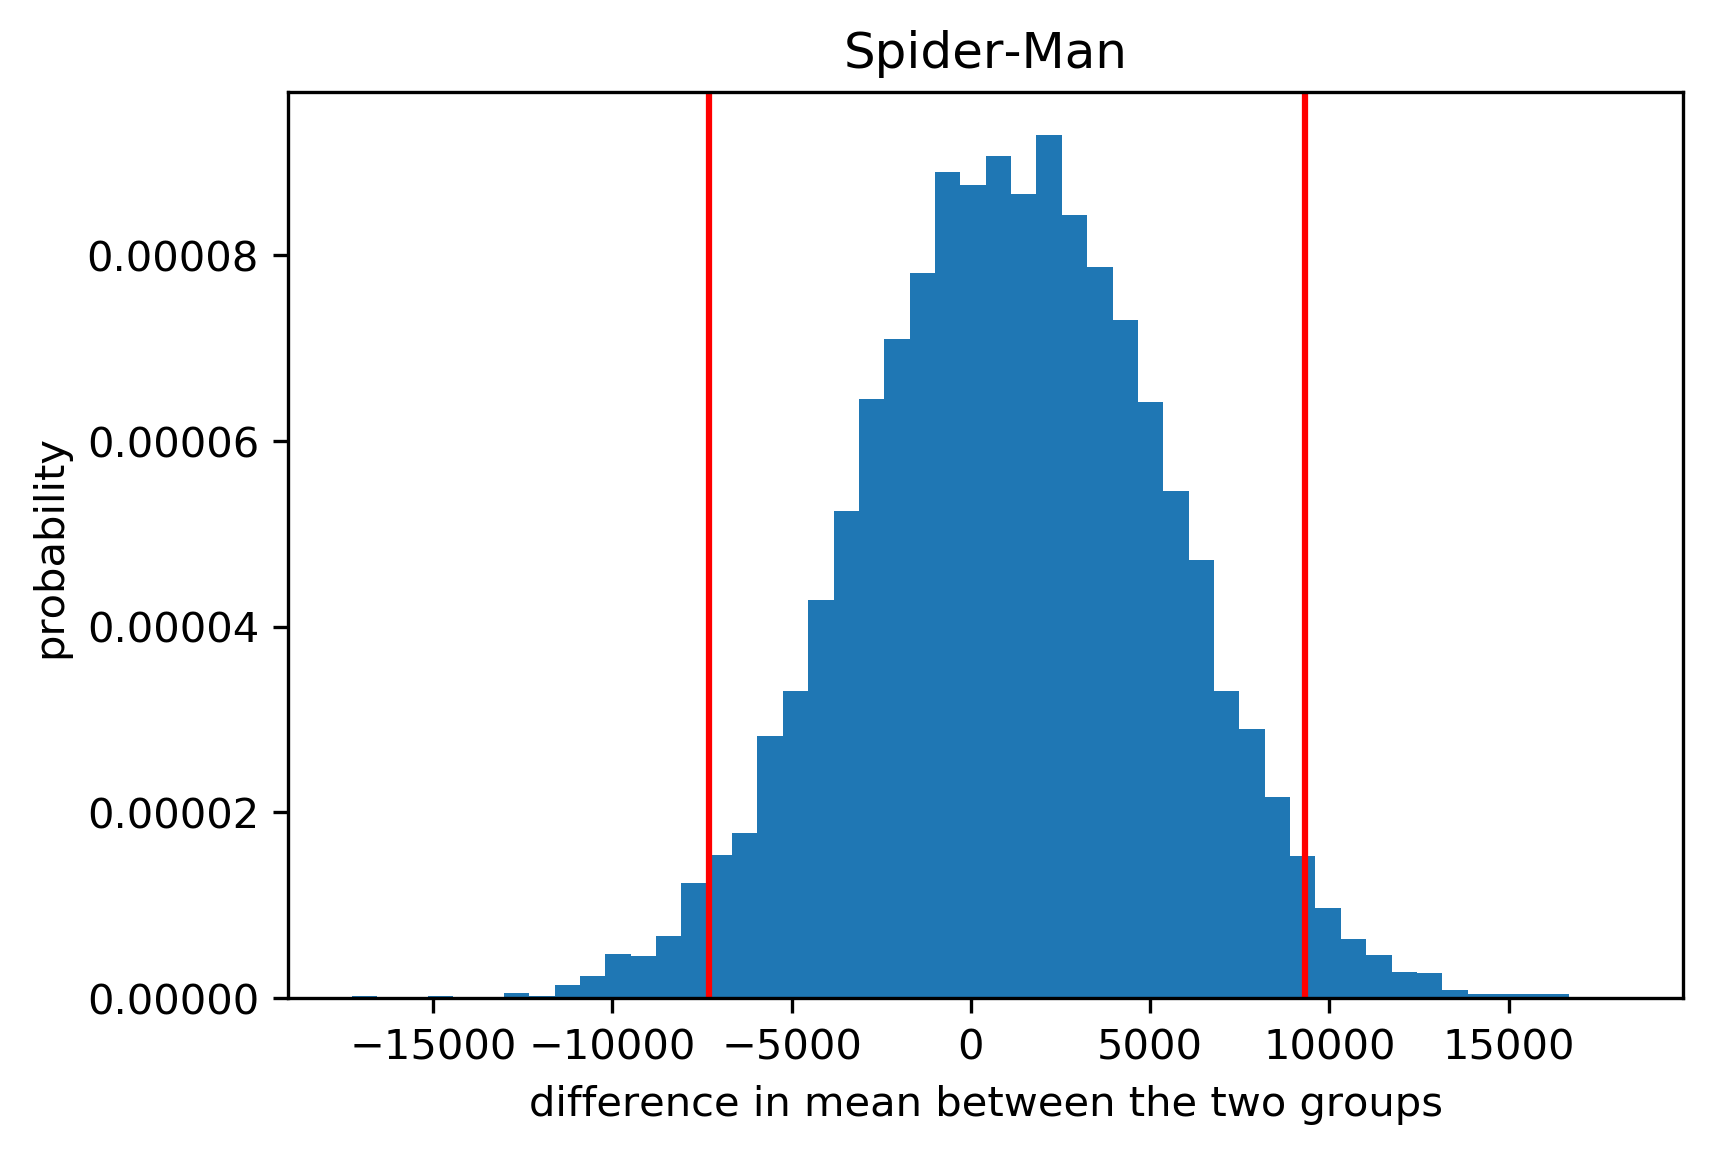 Spider-Man
0.00008
0.00006
0.00004
0.00002
0.00000
−15000 −10000 −5000 0 5000 10000 15000
probability
difference in mean between the two groups